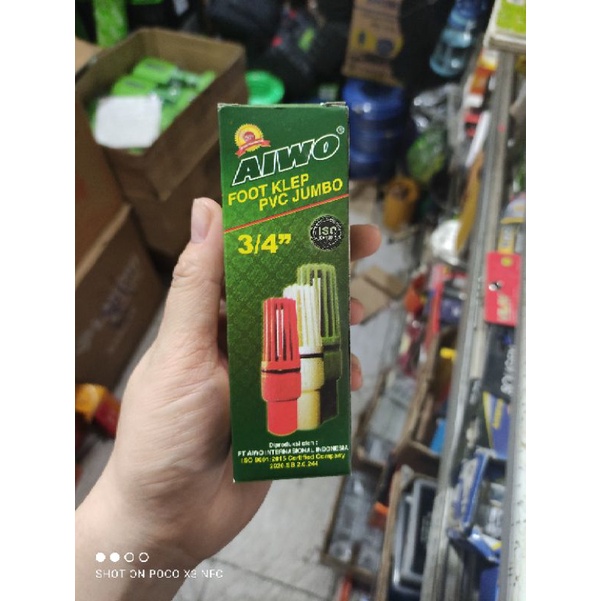 AIWO®
FOOT KLEP
PVC JUMBO
3/4"
ISO
Diproduksi oleh :
PT AIWO INTERNASIONAL INDONESIA
ISO 9001:2015 Certified Company
SHOT ON POCO X3 NFC